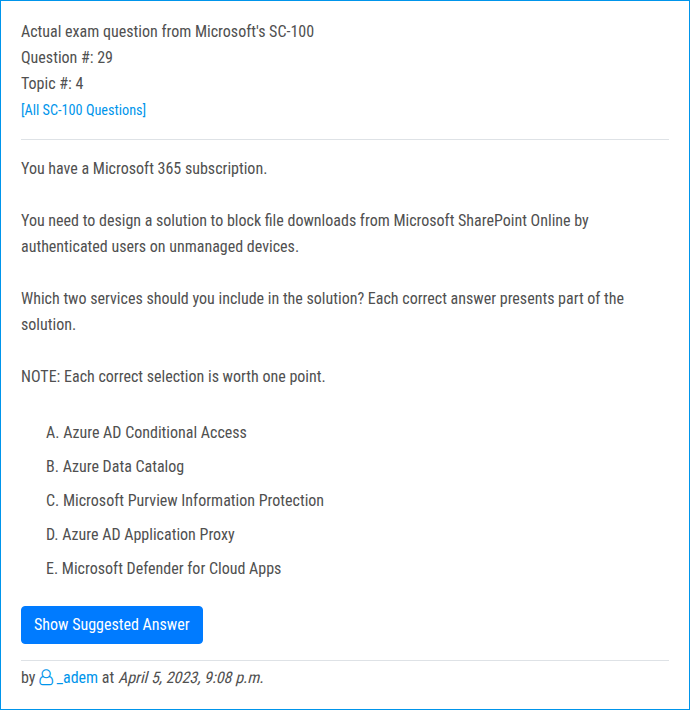 Actual exam question from Microsoft's SC-100
Question #: 29
Topic #: 4
[All SC-100 Questions]
You have a Microsoft 365 subscription.
You need to design a solution to block file downloads from Microsoft SharePoint Online by
authenticated users on unmanaged devices.
Which two services should you include in the solution? Each correct answer presents part of the
solution.
NOTE: Each correct selection is worth one point.
A. Azure AD Conditional Access
B. Azure Data Catalog
C. Microsoft Purview Information Protection
D. Azure AD Application Proxy
E. Microsoft Defender for Cloud Apps
Show Suggested Answer
by _adem at April 5, 2023, 9:08 p.m.